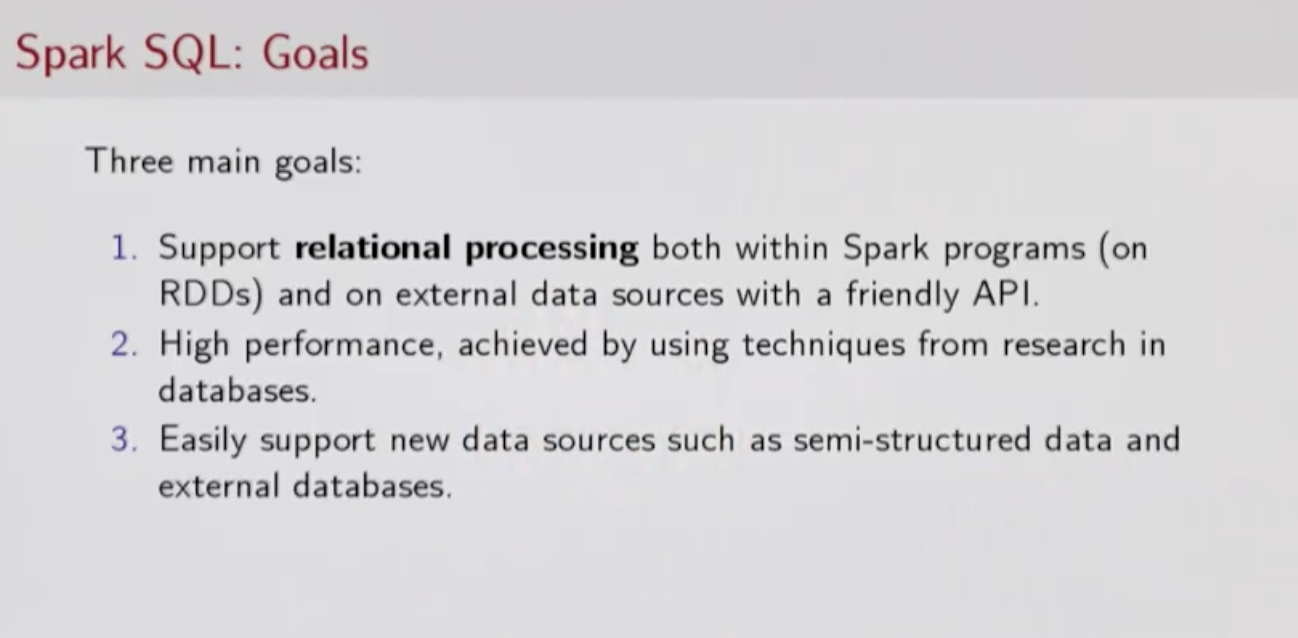 Spark SQL: Goals
Three main goals:
1. Support relational processing both within Spark programs (on
RDDs) and on external data sources with a friendly API.
2. High performance, achieved by using techniques from research in
databases.
3. Easily support new data sources such as semi-structured data and
external databases.